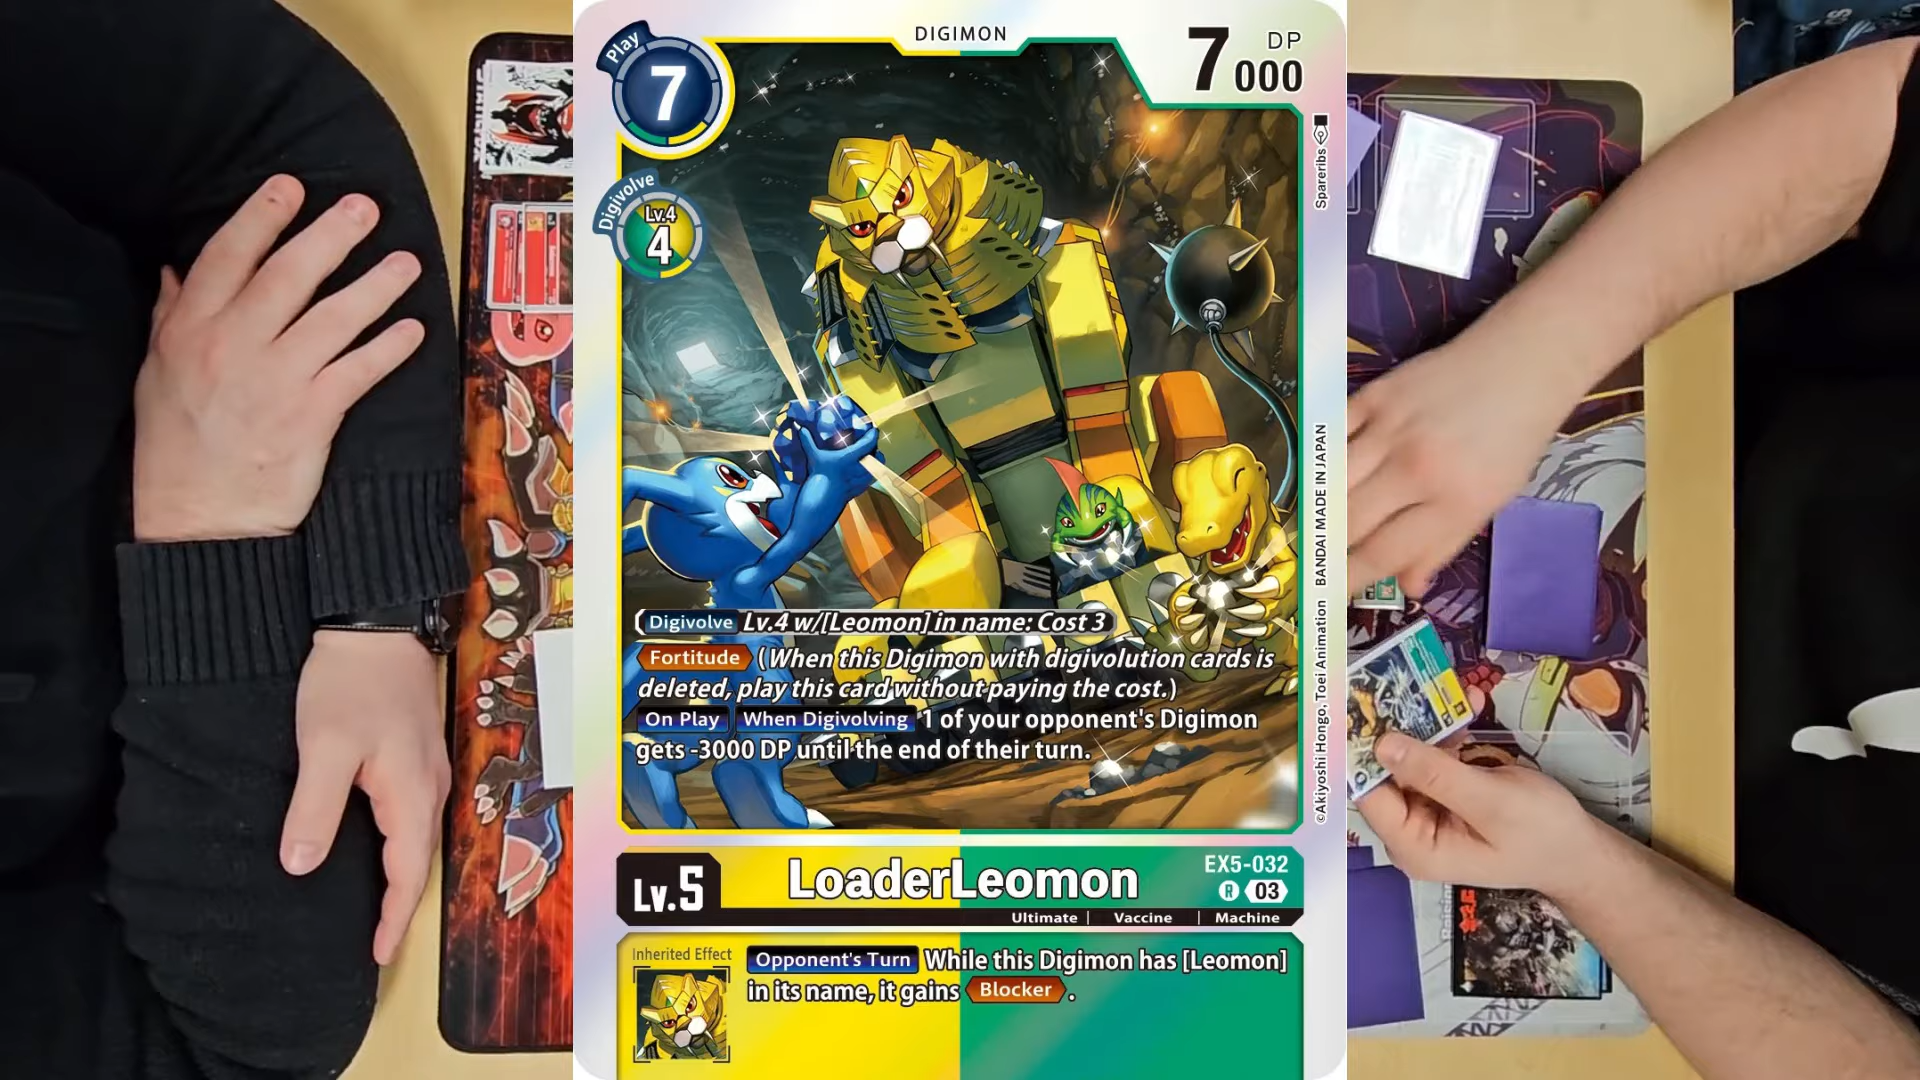 DIGIMON
Play
7
7000
DP
Digivolve
Lv.4
4
Spareribs
©Akiyoshi Hongo, Toei Animation BANDAI MADE IN JAPAN
Digivolve Lv.4 w/[Leomon] in name: Cost 3
Fortitude (When this Digimon with digivolution cards is
deleted, play this card without paying the cost.)
On Play When Digivolving 1 of your opponent's Digimon
gets -3000 DP until the end of their turn.
Lv.5
LoaderLeomon
EX5-032
R 03
Ultimate | Vaccine | Machine
Inherited Effect
Opponent's Turn While this Digimon has [Leomon]
in its name, it gains Blocker.